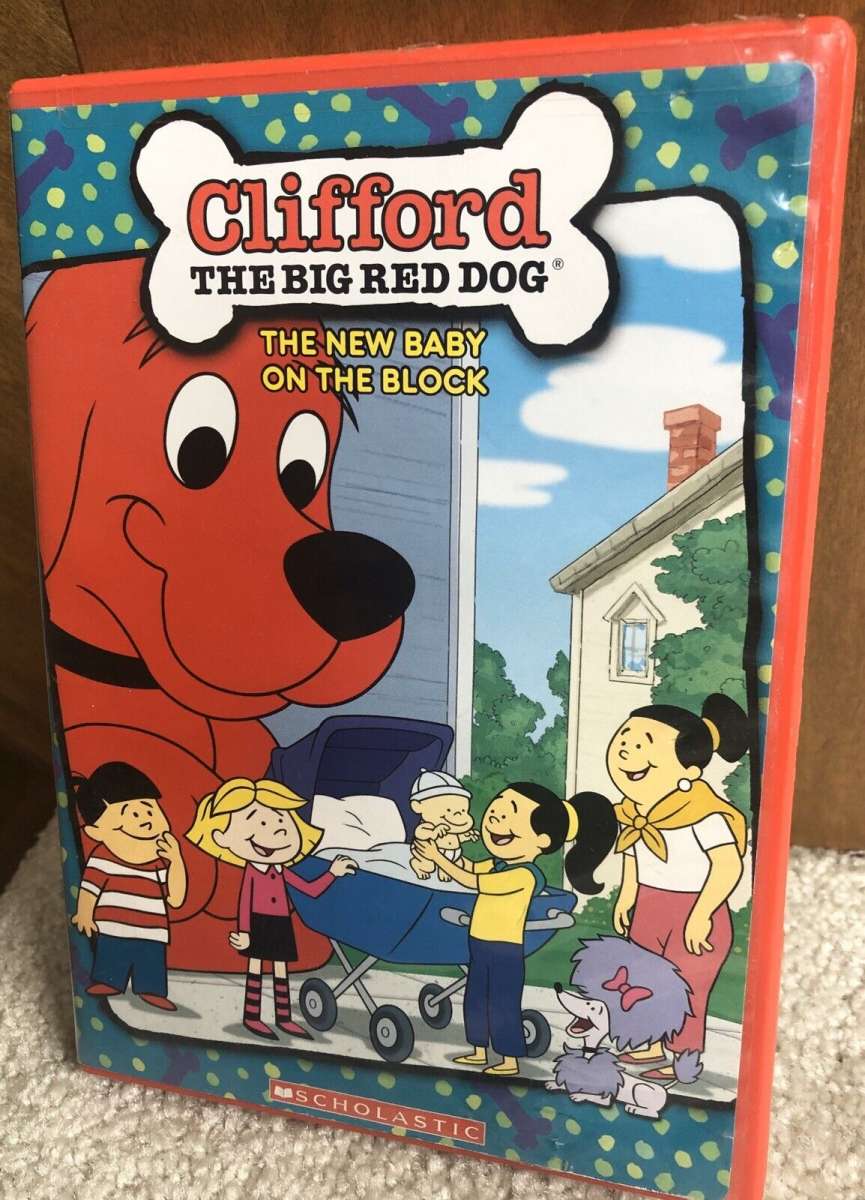 Clifford
THE BIG RED DOG®
THE NEW BABY
ON THE BLOCK
SCHOLASTIC